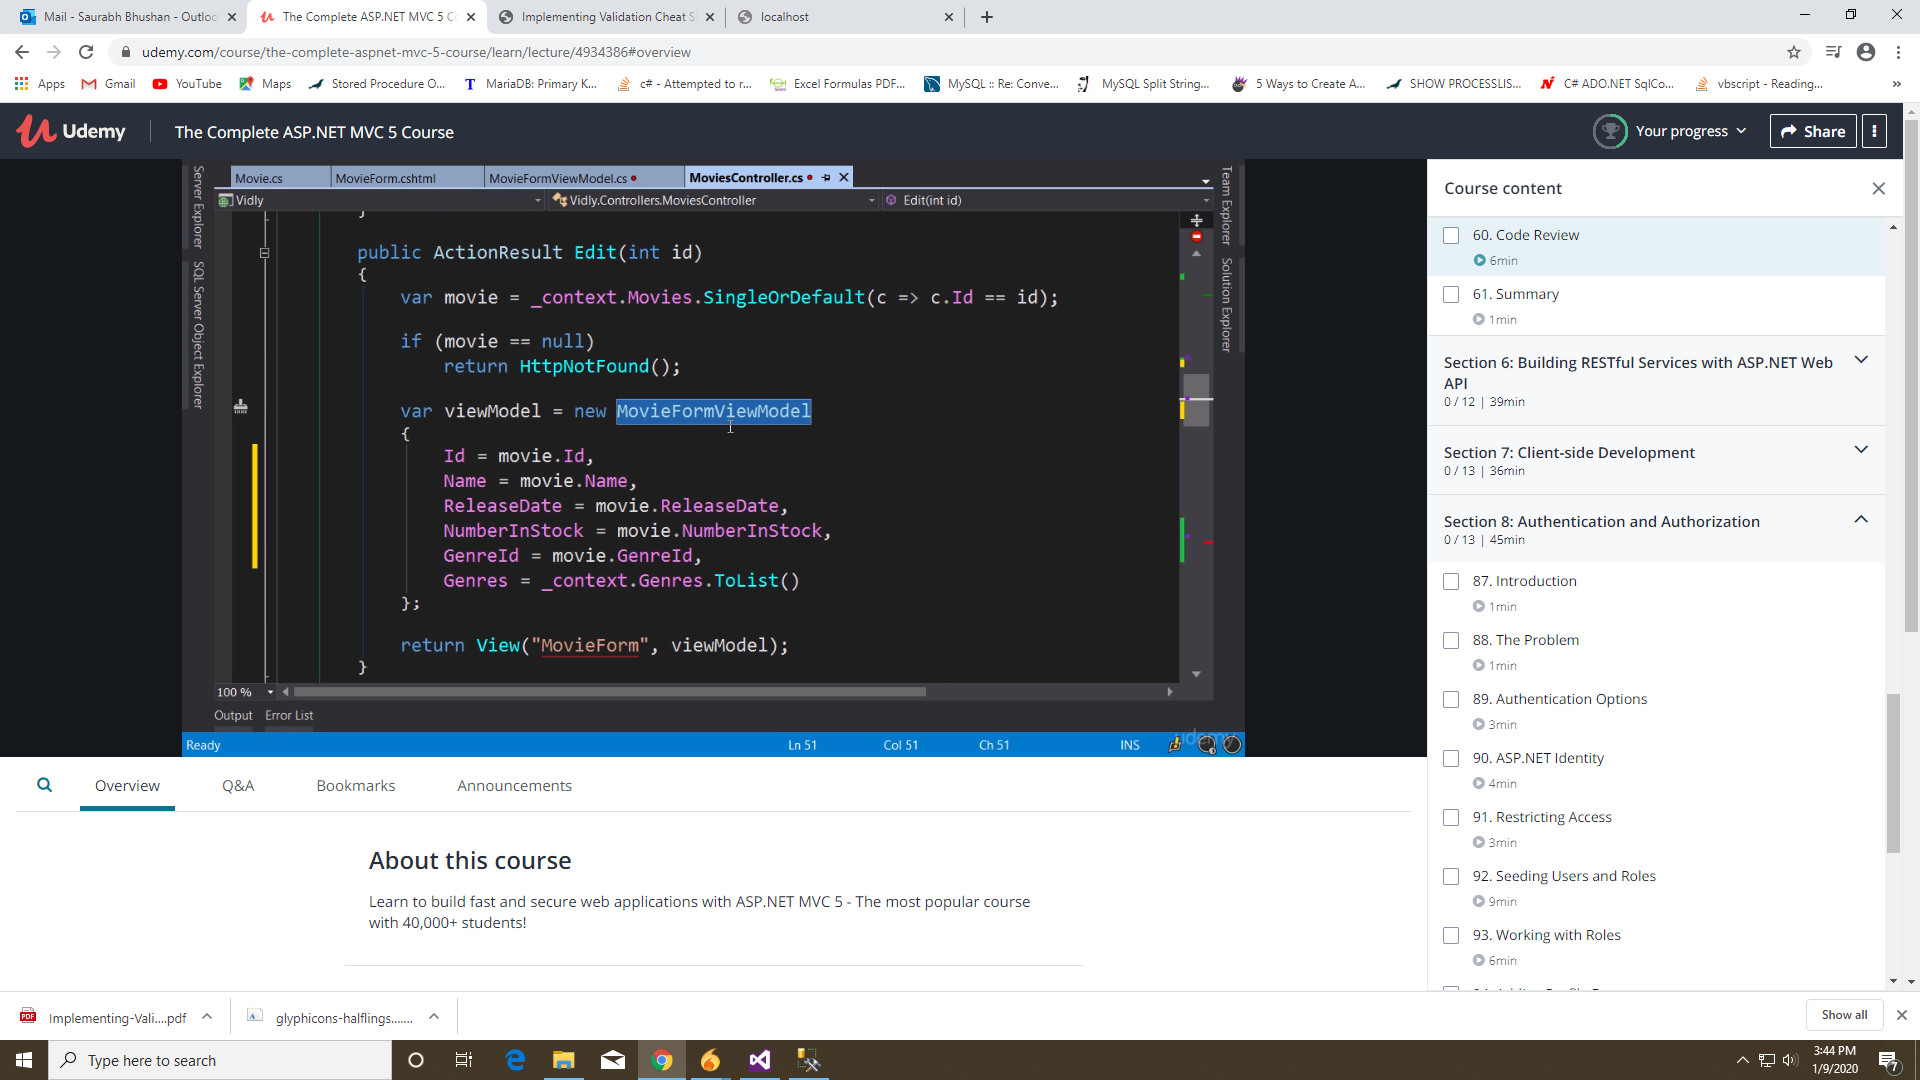 Mail - Saurabh Bhushan - Outloo
The Complete ASP.NET MVC 5 Co
Implementing Validation Cheat S
localhost
udemy.com/course/the-complete-aspnet-mvc-5-course/learn/lecture/4934386#overview
Apps
Gmail
YouTube
Maps
Stored Procedure O...
MariaDB: Primary K...
c# - Attempted to r...
Excel Formulas PDF...
MySQL :: Re: Conve...
MySQL Split String...
5 Ways to Create A...
SHOW PROCESSLIS...
C# ADO.NET SqlCo...
vbscript - Reading...
Udemy
The Complete ASP.NET MVC 5 Course
Your progress
Share
Server Explorer
SQL Server Object Explorer
Movie.cs
MovieForm.cshtml
MovieFormViewModel.cs
MoviesController.cs
Vidly
Vidly.Controllers.MoviesController
Edit(int id)
Team Explorer
Solution Explorer
}
public ActionResult Edit(int id)
{
var movie = _context.Movies.SingleOrDefault(c => c.Id == id);
if (movie == null)
return HttpNotFound();
var viewModel = new MovieFormViewModel
{
Id = movie.Id,
Name = movie.Name,
ReleaseDate = movie.ReleaseDate,
NumberInStock = movie.NumberInStock,
GenreId = movie.GenreId,
Genres = _context.Genres.ToList()
};
return View("MovieForm", viewModel);
}
100 %
Output
Error List
Ready
Ln 51
Col 51
Ch 51
INS
udemy
Course content
60. Code Review
6min
61. Summary
1min
Section 6: Building RESTful Services with ASP.NET Web
API
0 / 12 | 39min
Section 7: Client-side Development
0 / 13 | 36min
Section 8: Authentication and Authorization
0 / 13 | 45min
87. Introduction
1min
88. The Problem
1min
89. Authentication Options
3min
90. ASP.NET Identity
4min
91. Restricting Access
3min
92. Seeding Users and Roles
9min
93. Working with Roles
6min
Overview
Q&A
Bookmarks
Announcements
About this course
Learn to build fast and secure web applications with ASP.NET MVC 5 - The most popular course
with 40,000+ students!
PDF
Implementing-Vali....pdf
glyphicons-halflings.......
Show all
Type here to search
3:44 PM
1/9/2020
7